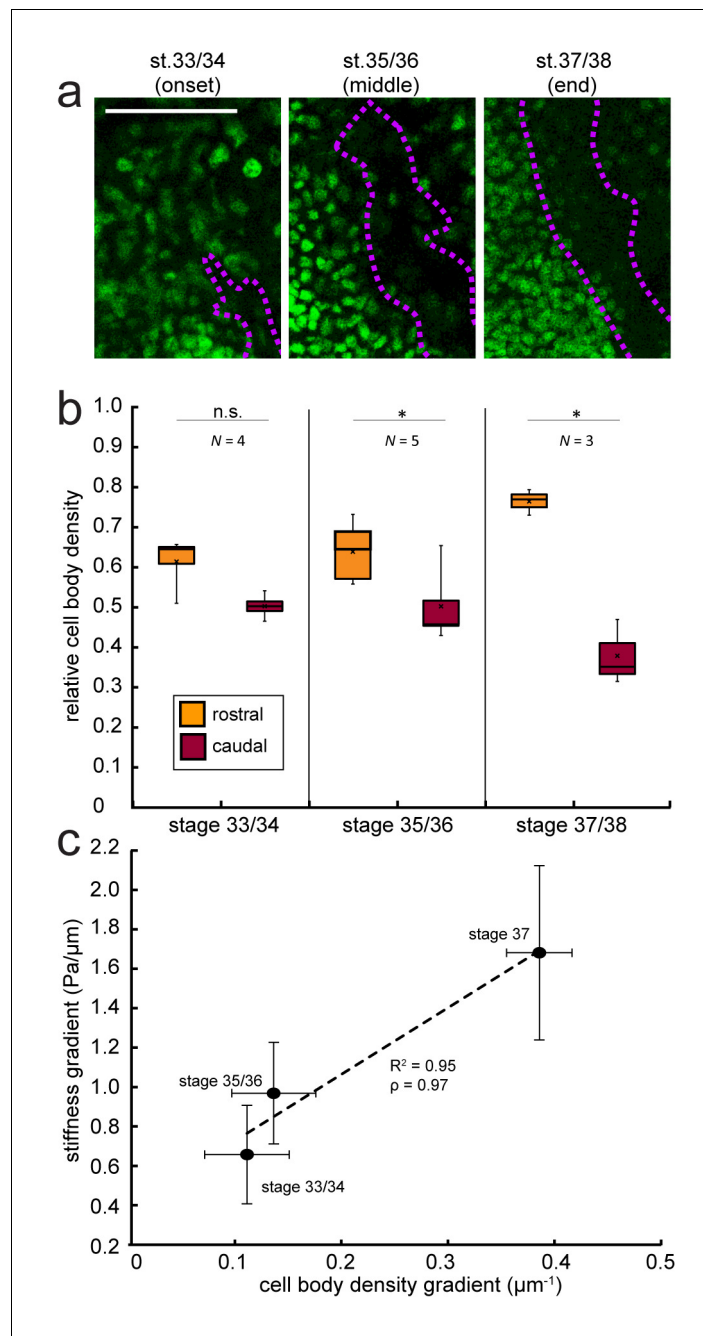 st.33/34
(onset)
st.35/36
(middle)
st.37/38
(end)
a
b
relative cell body density
1.0
0.9
0.8
0.7
0.6
0.5
0.4
0.3
0.2
0.1
0
n.s.
N = 4
*
N = 5
*
N = 3
rostral
caudal
stage 33/34
stage 35/36
stage 37/38
c
stiffness gradient (Pa/µm)
2.2
2.0
1.8
1.6
1.4
1.2
1.0
0.8
0.6
0.4
0.2
stage 37
stage 35/36
R² = 0.95
ρ = 0.97
stage 33/34
0
0.1
0.2
0.3
0.4
0.5
cell body density gradient (µm⁻¹)